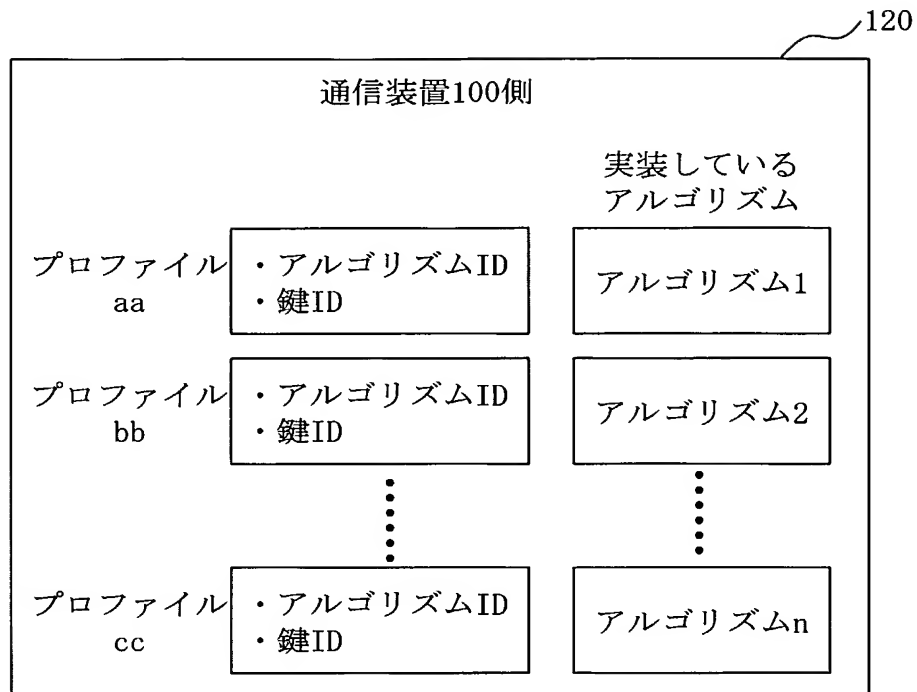 120
通信装置100側
実装している
アルゴリズム
プロファイル
aa
・アルゴリズムID
・鍵ID
アルゴリズム1
プロファイル
bb
・アルゴリズムID
・鍵ID
アルゴリズム2
プロファイル
cc
・アルゴリズムID
・鍵ID
アルゴリズムn